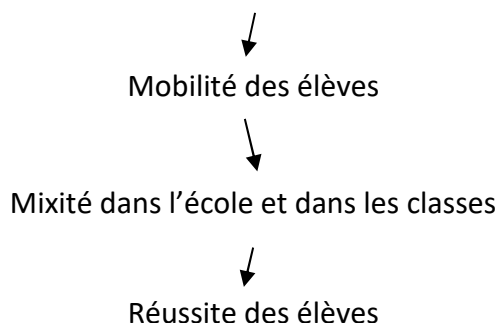 Mobilité des élèves
Mixité dans l’école et dans les classes
Réussite des élèves